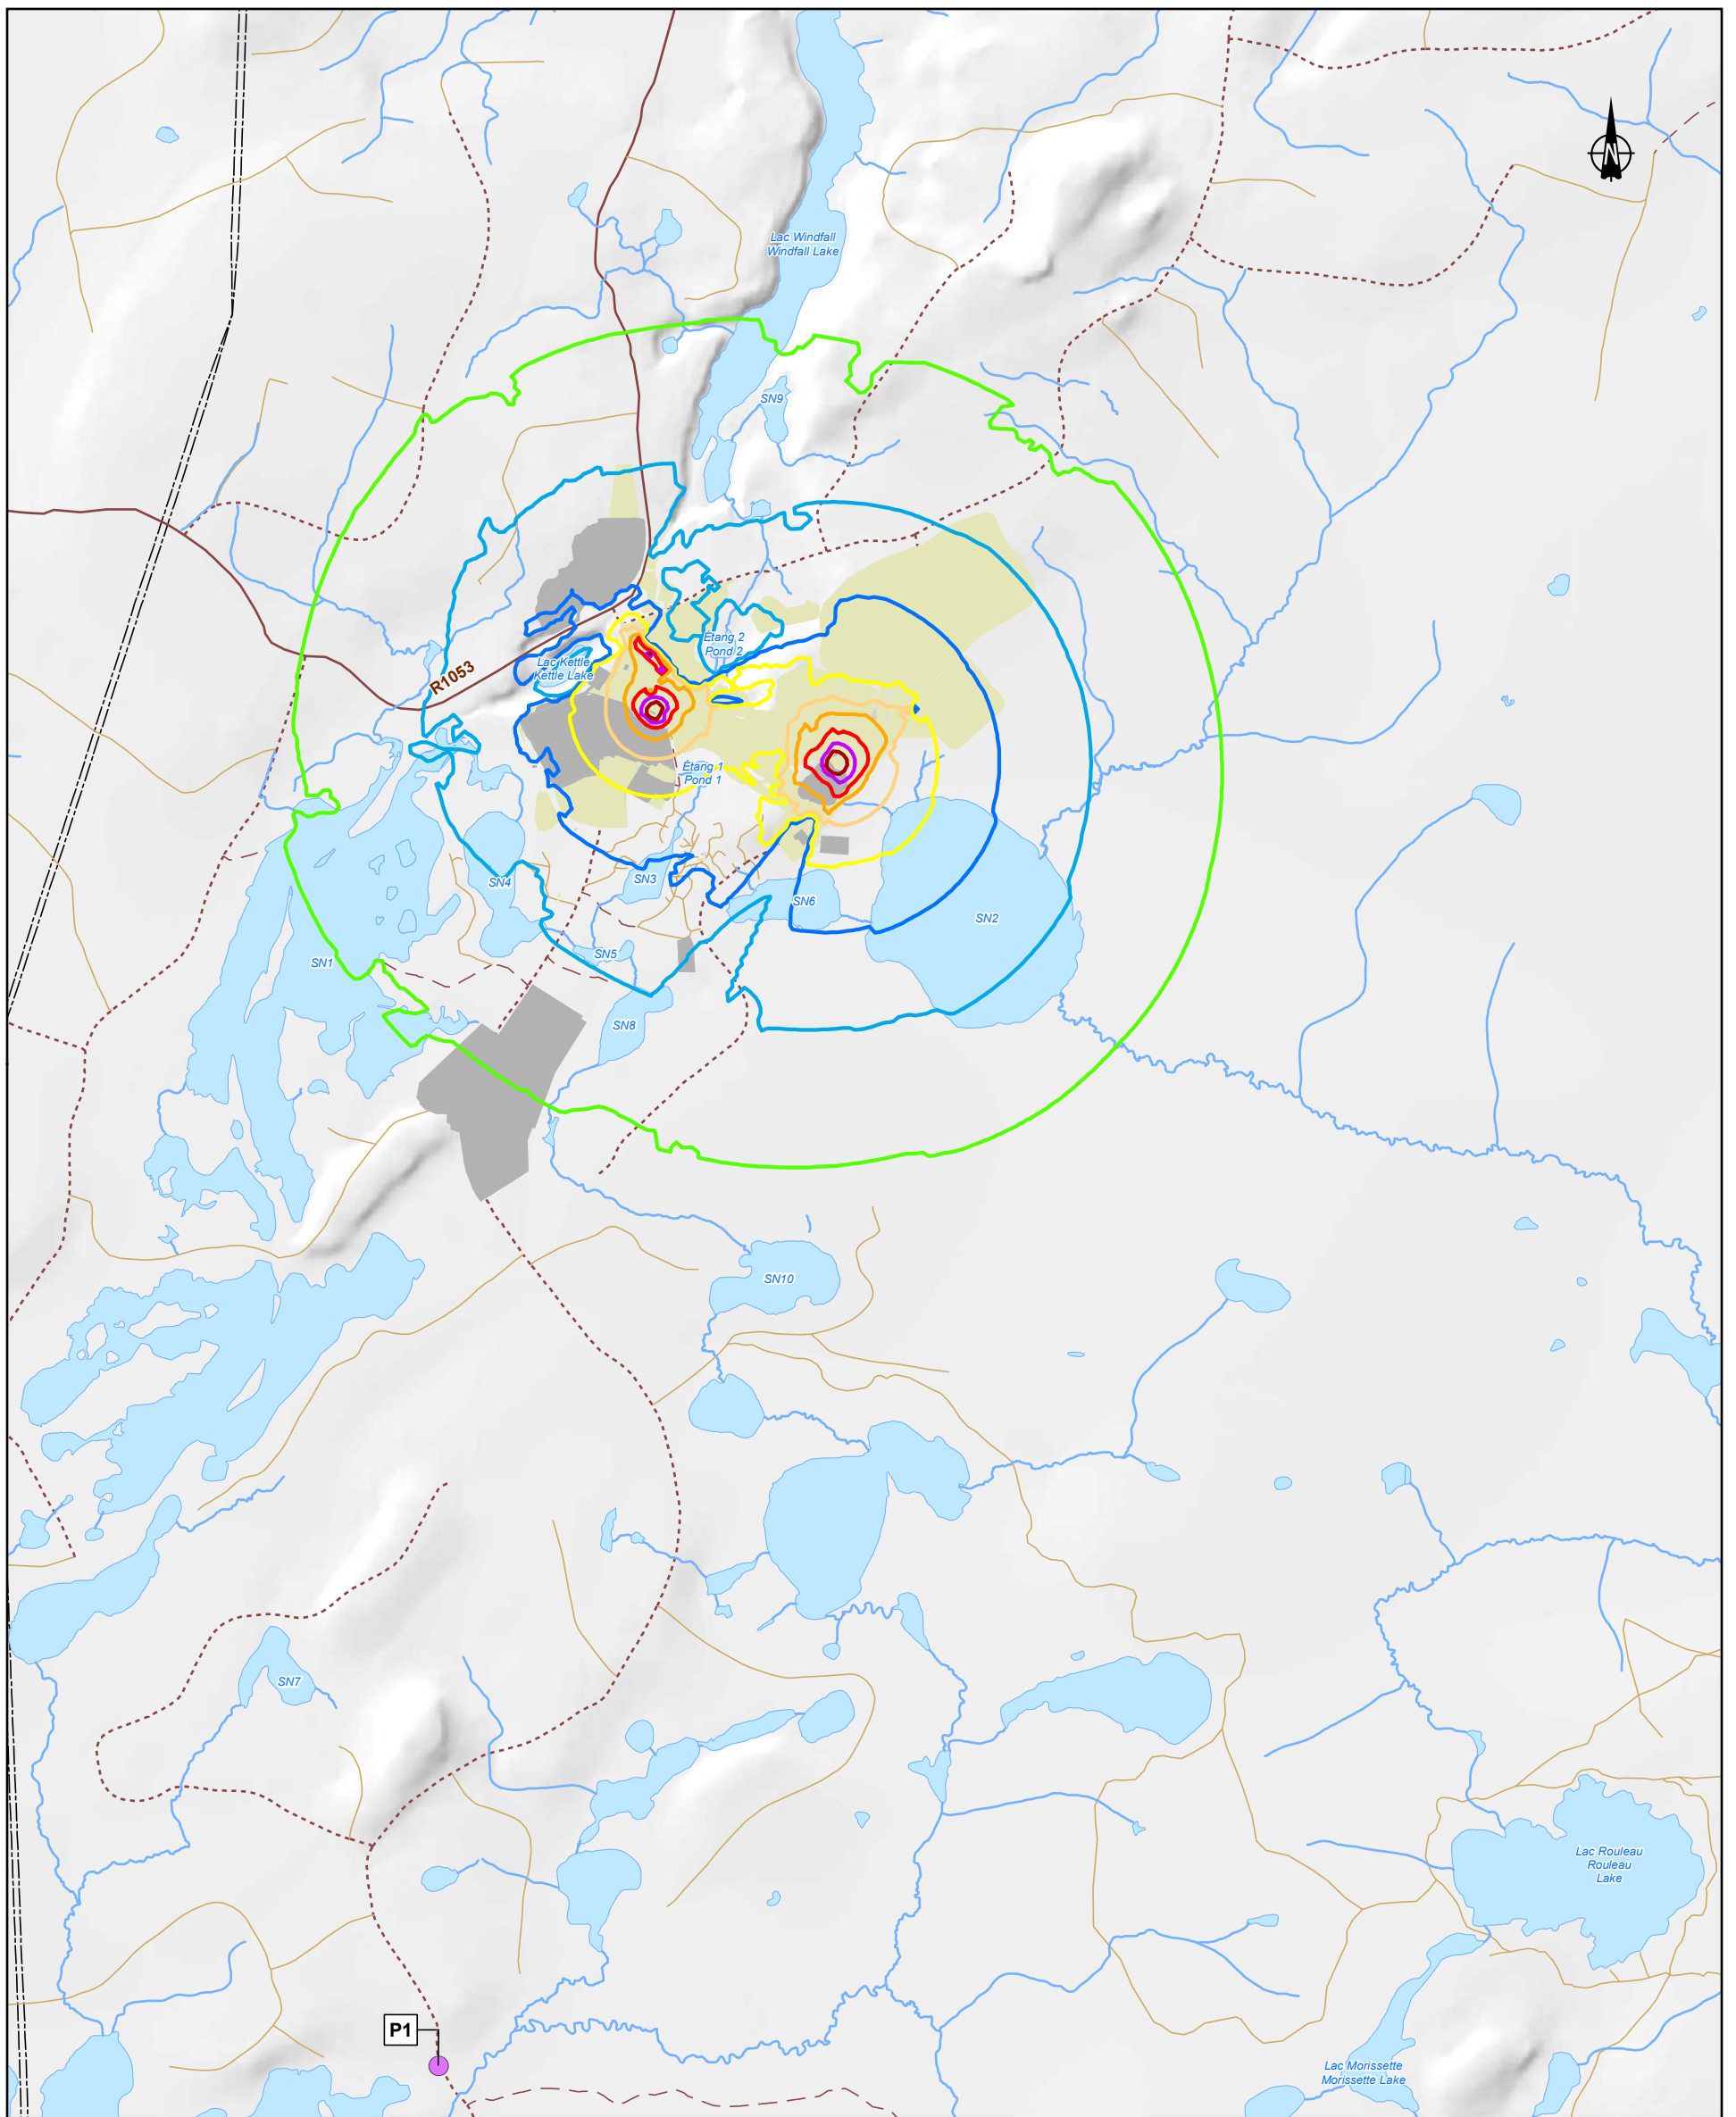 N
Lac Windfall
Windfall Lake
SN9
Étang 2
Pond 2
Lac Kettle
Kettle Lake
R1053
Étang 1
Pond 1
SN4
SN3
SN6
SN2
SN5
SN1
SN8
SN10
SN7
Lac Rouleau
Rouleau
Lake
P1
Lac Morissette
Morissette Lake